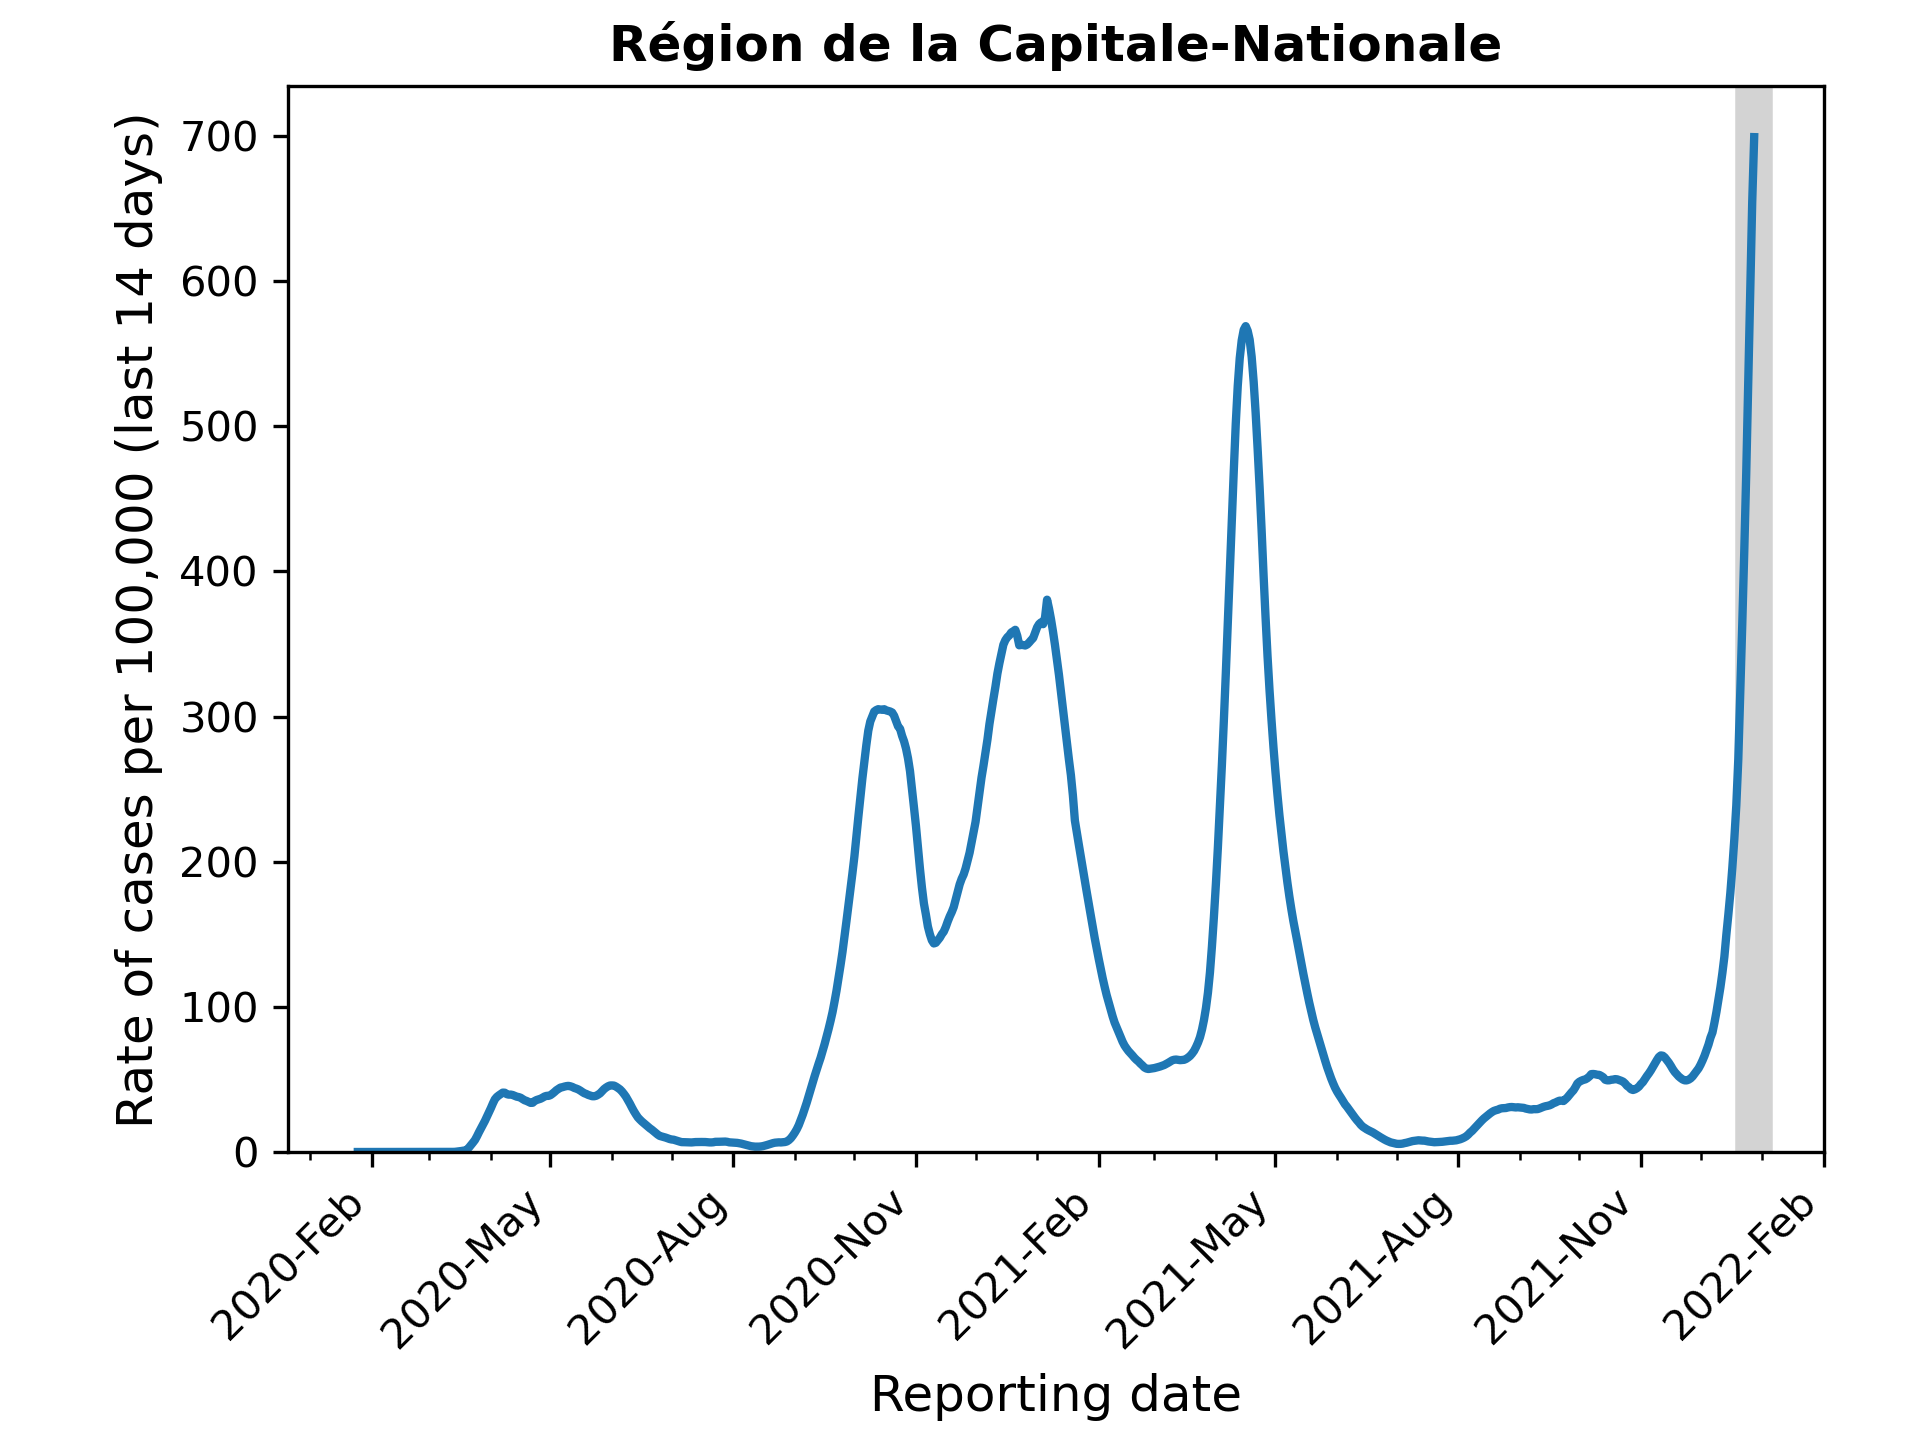 Région de la Capitale-Nationale
Rate of cases per 100,000 (last 14 days)
700
600
500
400
300
200
100
0
2020-Feb
2020-May
2020-Aug
2020-Nov
2021-Feb
2021-May
2021-Aug
2021-Nov
2022-Feb
Reporting date